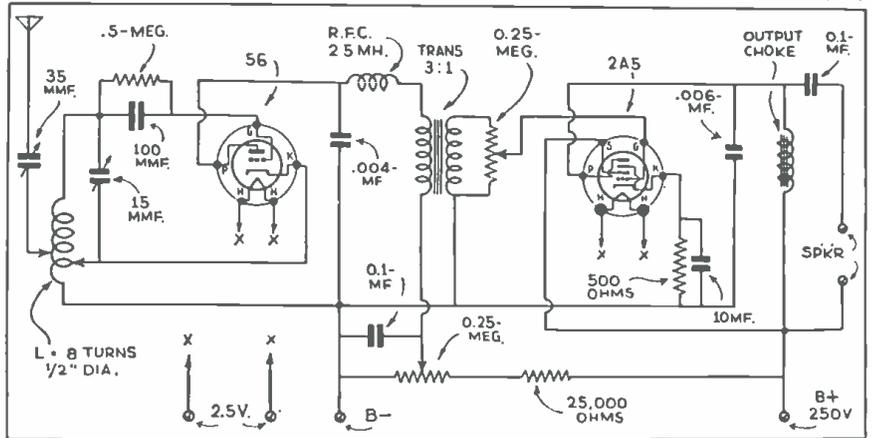 .5-MEG.
35
MMF.
56
R.F.C.
2.5 MH.
TRANS
3:1
0.25-
MEG.
2A5
OUTPUT
CHOKE
0.1-
MF.
.006-
MF.
100
MMF.
15
MMF.
G
P
K
H
H
X
X
.004-
MF
S
G
P
K
H
H
X
X
500
OHMS
10MF.
SPKR
0.1-
MF
0.25-
MEG.
L = 8 TURNS
1/2" DIA.
X
X
2.5V.
B-
25,000
OHMS
B+
250V